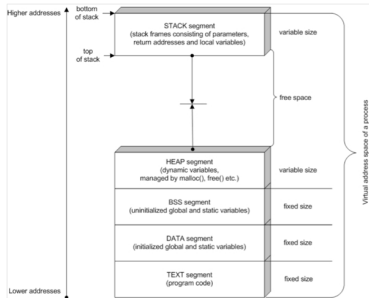 Higher addresses
bottom
of stack
STACK segment
(stack frames consisting of parameters,
return addresses and local variables)
variable size
top
of stack
free space
Virtual address space of a process
HEAP segment
(dynamic variables,
managed by malloc(), free() etc.)
variable size
BSS segment
(uninitialized global and static variables)
fixed size
DATA segment
(initialized global and static variables)
fixed size
TEXT segment
(program code)
fixed size
Lower addresses